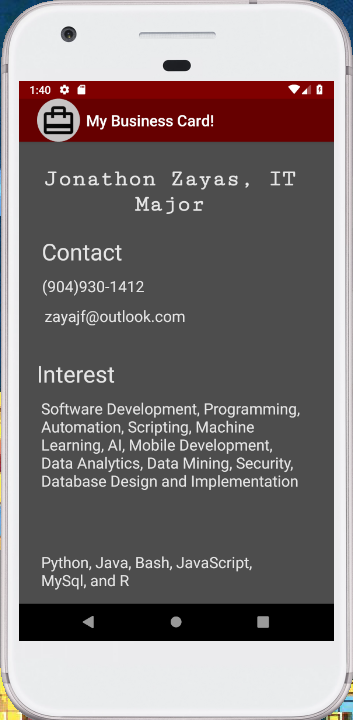 1:40
My Business Card!
Jonathon Zayas, IT
Major
Contact
(904)930-1412
zayajf@outlook.com
Interest
Software Development, Programming,
Automation, Scripting, Machine
Learning, AI, Mobile Development,
Data Analytics, Data Mining, Security,
Database Design and Implementation
Python, Java, Bash, JavaScript,
MySql, and R